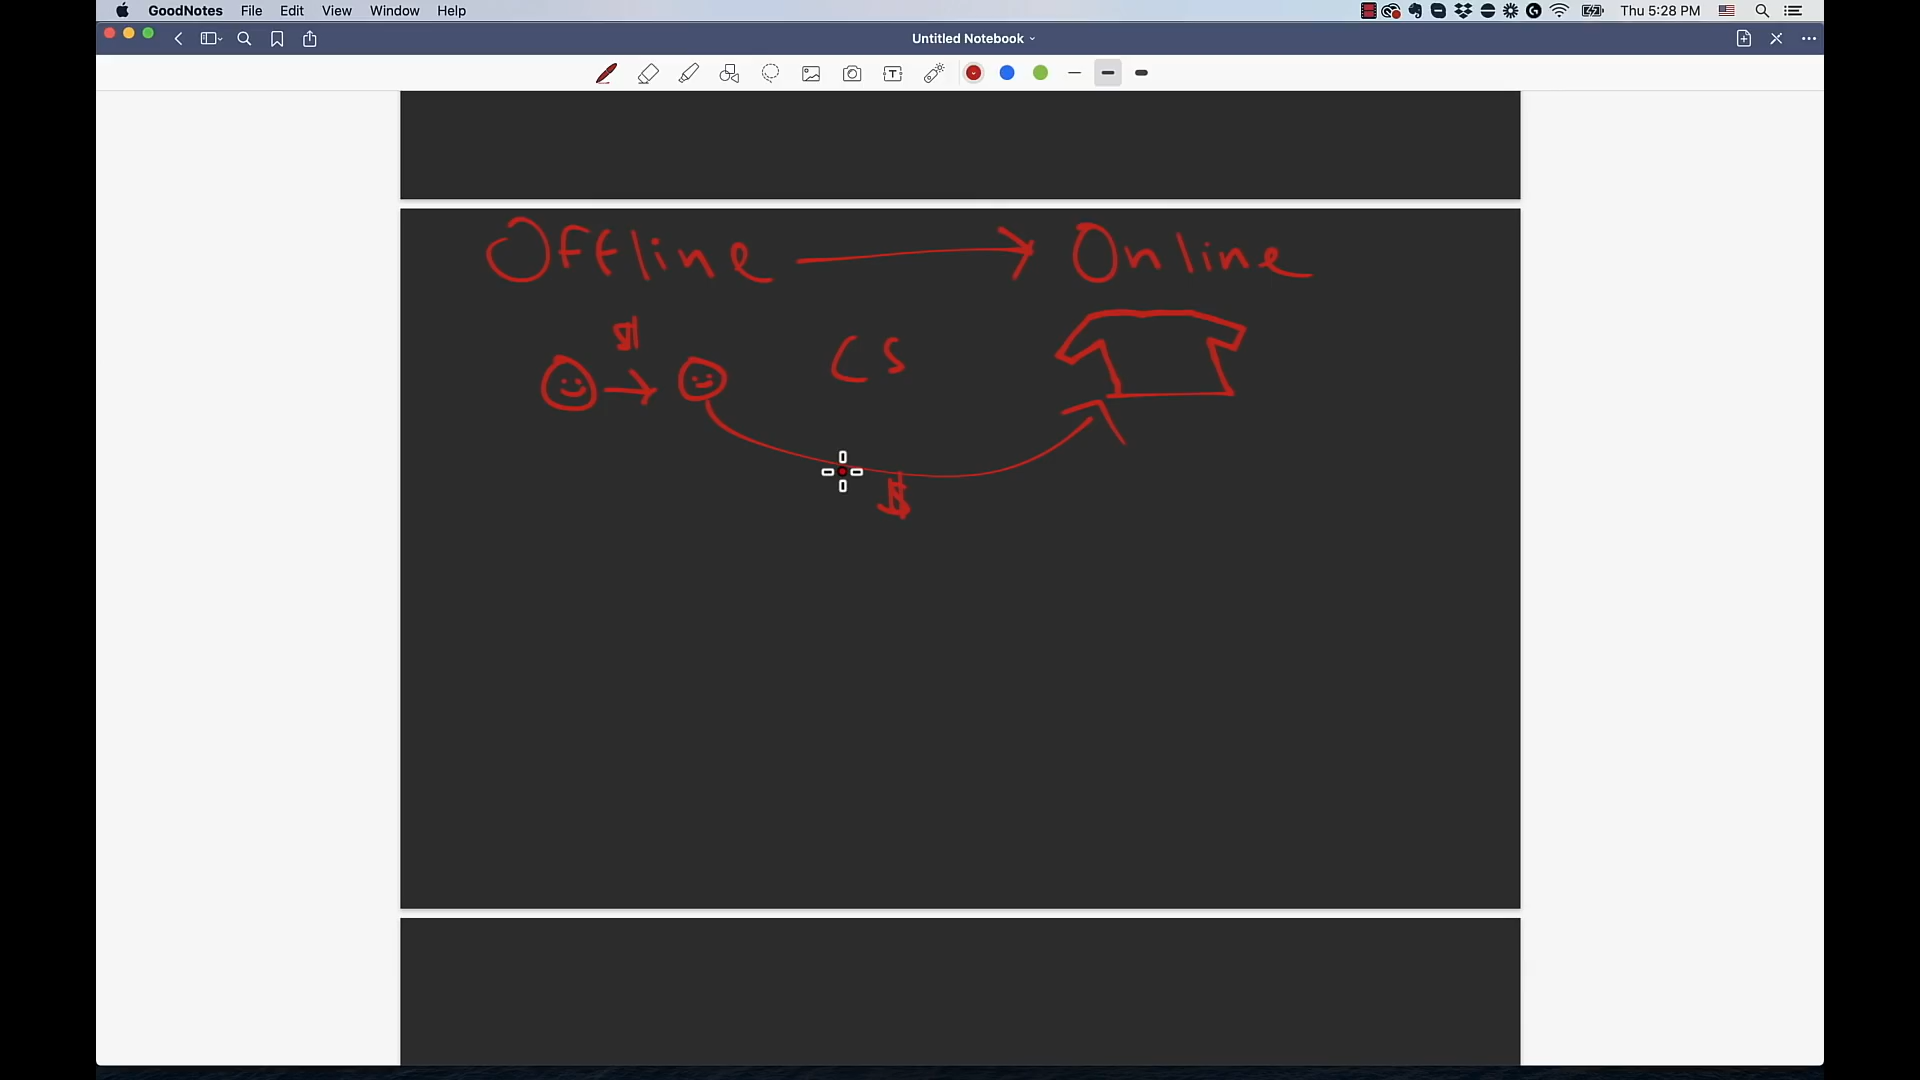 GoodNotes File Edit View Window Help Thu 5:28 PM
Untitled Notebook
T
Offline → Online
$
CS
$